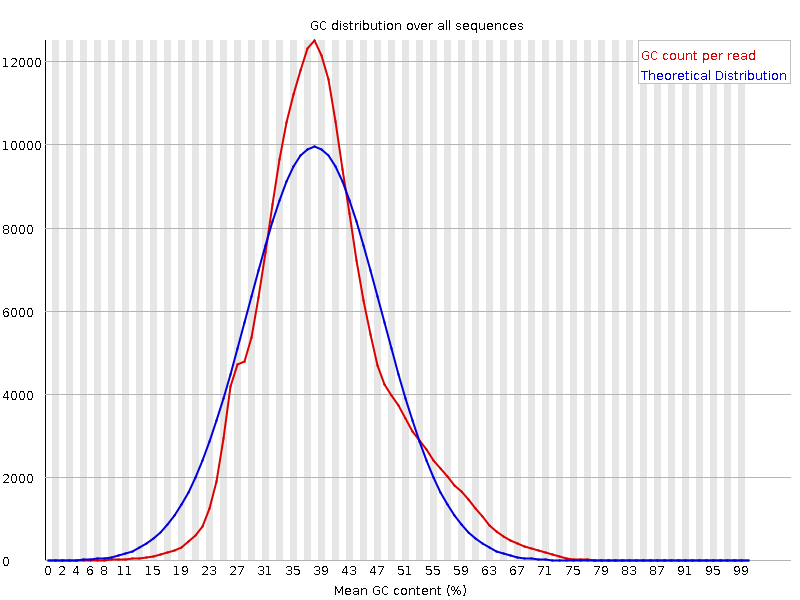 GC distribution over all sequences
GC count per read
Theoretical Distribution
12000
10000
8000
6000
4000
2000
0
0 2 4 6 8 11 15 19 23 27 31 35 39 43 47 51 55 59 63 67 71 75 79 83 87 91 95 99
Mean GC content (%)